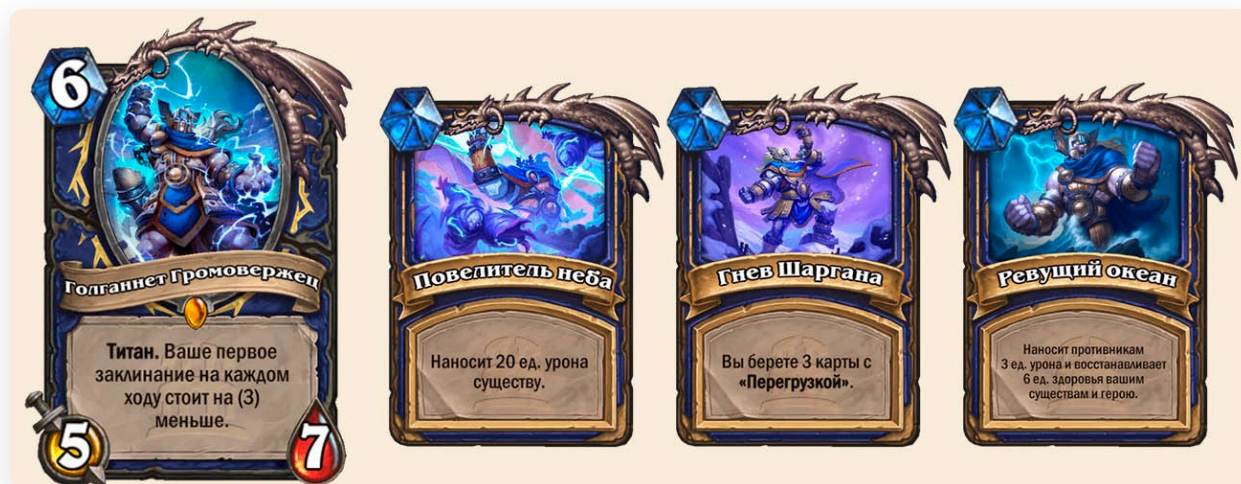 6
Голганнет Громовержец
Титан. Ваше первое
заклинание на каждом
ходу стоит на (3)
меньше.
5
7
Повелитель неба
Наносит 20 ед. урона
существу.
Гнев Шаргана
Вы берете 3 карты с
«Перегрузкой».
Ревущий океан
Наносит противникам
3 ед. урона и восстанавливает
6 ед. здоровья вашим
существам и герою.